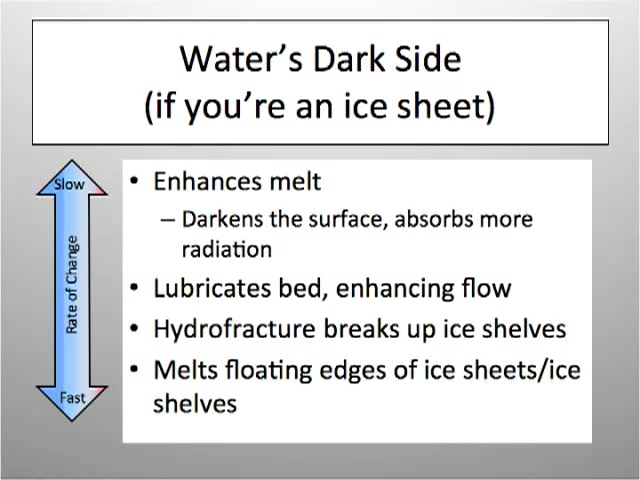 Water's Dark Side
(if you're an ice sheet)
Slow
Rate of Change
Fast
• Enhances melt
– Darkens the surface, absorbs more
radiation
• Lubricates bed, enhancing flow
• Hydrofracture breaks up ice shelves
• Melts floating edges of ice sheets/ice
shelves